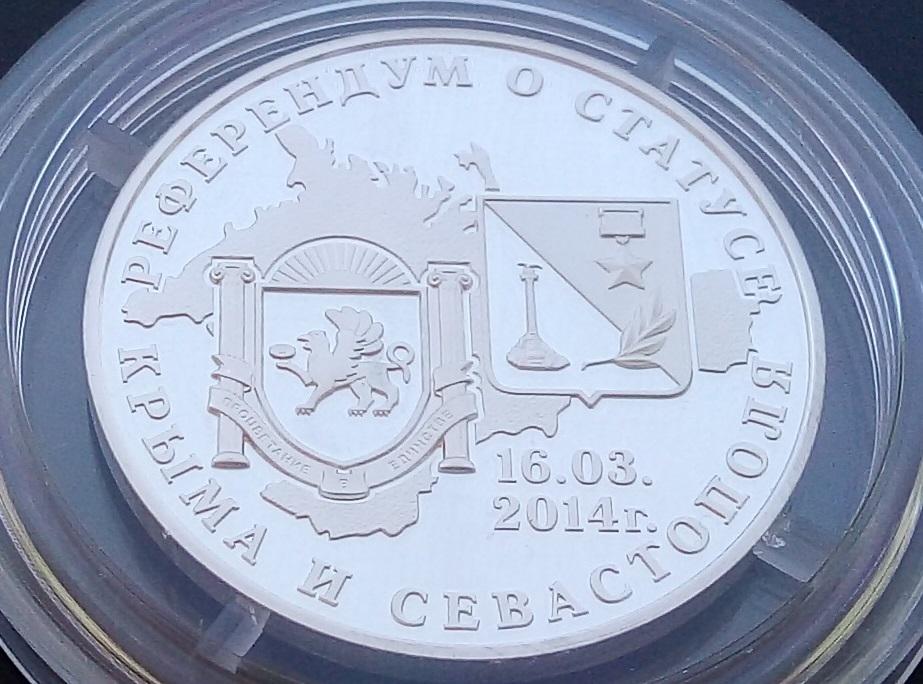 РЕФЕРЕНДУМ О СТАТУСЕ
КРЫМА И СЕВАСТОПОЛЯ
ПРОЦВЕТАНИЕ В ЕДИНСТВЕ
16.03.
2014г.